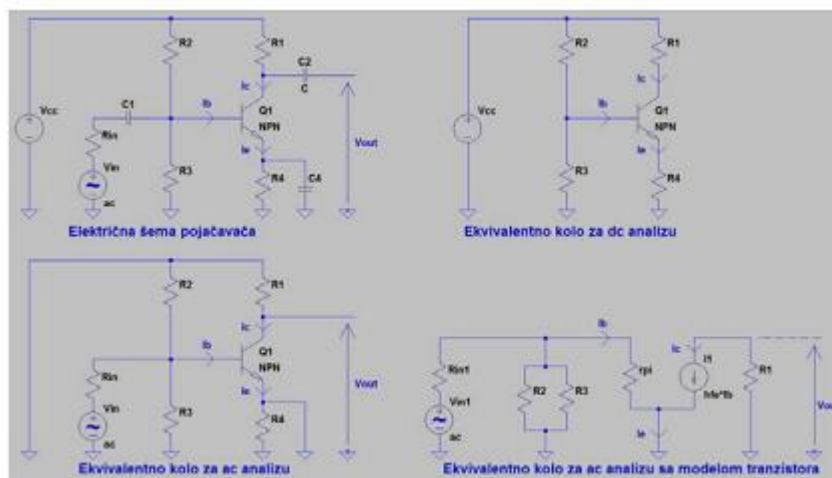 R2
R1
C2
C
Ic
Vcc
C1
Ib
Q1
NPN
Rin
Vin
ac
Ie
R3
R4
C4
Vout
Električna šema pojačavača
R2
R1
Ic
Vcc
Ib
Q1
NPN
Ie
R3
R4
Ekvivalentno kolo za dc analizu
R2
R1
Ic
Ib
Q1
NPN
Rin
Vin
ac
Ie
R3
R4
Vout
Ekvivalentno kolo za ac analizu
Ib
Ic
I1
Rin1
Vin1
ac
R2
R3
rpi
hfe*Ib
R1
Ie
Vou
Ekvivalentno kolo za ac analizu sa modelom tranzistora